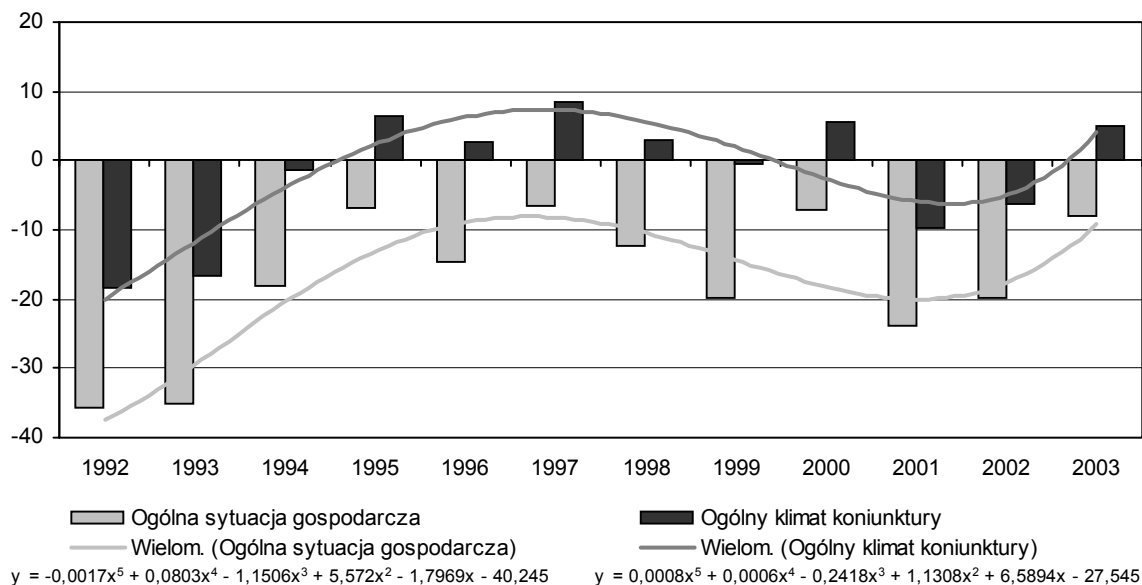 20
10
0
-10
-20
-30
-40
1992 1993 1994 1995 1996 1997 1998 1999 2000 2001 2002 2003
Ogólna sytuacja gospodarcza Ogólny klimat koniunktury
Wielom. (Ogólna sytuacja gospodarcza) Wielom. (Ogólny klimat koniunktury)
y = -0,0017x⁵ + 0,0803x⁴ - 1,1506x³ + 5,572x² - 1,7969x - 40,245 y = 0,0008x⁵ + 0,0006x⁴ - 0,2418x³ + 1,1308x² + 6,5894x - 27,545